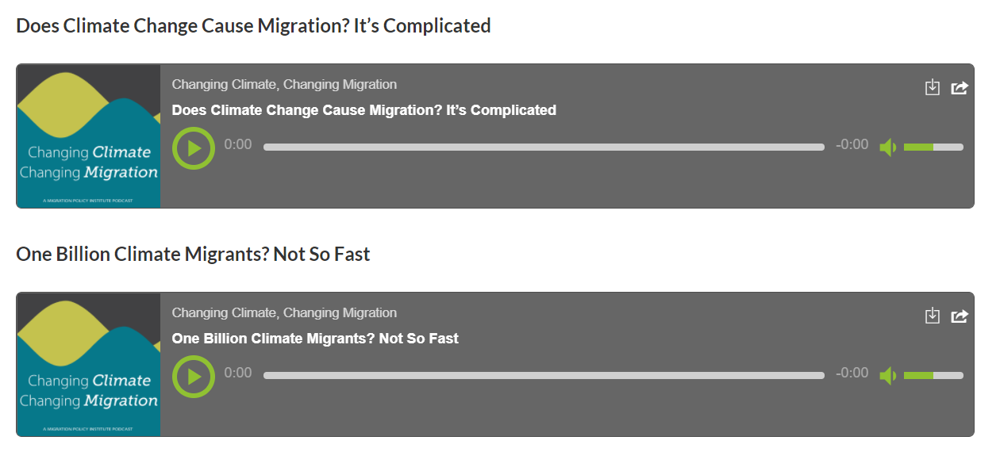 Does Climate Change Cause Migration? It’s Complicated
Changing Climate
Changing Migration
A MIGRATION POLICY INSTITUTE PODCAST
Changing Climate, Changing Migration
Does Climate Change Cause Migration? It’s Complicated
0:00
-0:00
One Billion Climate Migrants? Not So Fast
Changing Climate
Changing Migration
A MIGRATION POLICY INSTITUTE PODCAST
Changing Climate, Changing Migration
One Billion Climate Migrants? Not So Fast
0:00
-0:00